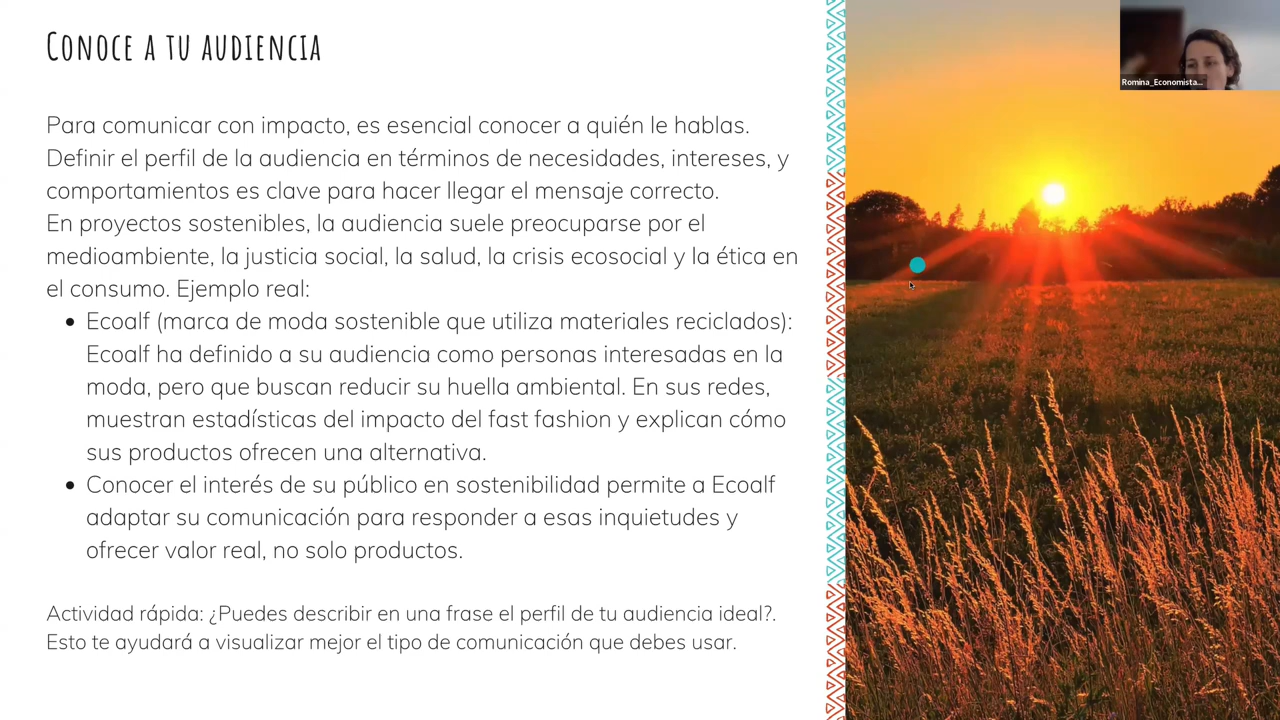 Conoce a tu audiencia
Romina_Economista...
Para comunicar con impacto, es esencial conocer a quién le hablas.
Definir el perfil de la audiencia en términos de necesidades, intereses, y
comportamientos es clave para hacer llegar el mensaje correcto.
En proyectos sostenibles, la audiencia suele preocuparse por el
medioambiente, la justicia social, la salud, la crisis ecosocial y la ética en
el consumo. Ejemplo real:
• Ecoalf (marca de moda sostenible que utiliza materiales reciclados):
Ecoalf ha definido a su audiencia como personas interesadas en la
moda, pero que buscan reducir su huella ambiental. En sus redes,
muestran estadísticas del impacto del fast fashion y explican cómo
sus productos ofrecen una alternativa.
• Conocer el interés de su público en sostenibilidad permite a Ecoalf
adaptar su comunicación para responder a esas inquietudes y
ofrecer valor real, no solo productos.
Actividad rápida: ¿Puedes describir en una frase el perfil de tu audiencia ideal?.
Esto te ayudará a visualizar mejor el tipo de comunicación que debes usar.